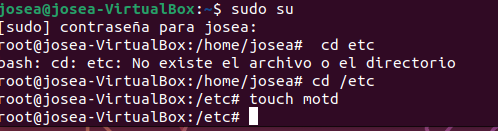 josea@josea-VirtualBox:~$ sudo su
[sudo] contraseña para josea:
root@josea-VirtualBox:/home/josea#  cd etc
bash: cd: etc: No existe el archivo o el directorio
root@josea-VirtualBox:/home/josea# cd /etc
root@josea-VirtualBox:/etc# touch motd
root@josea-VirtualBox:/etc#